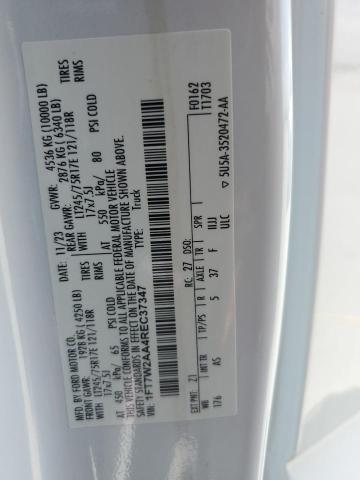 MFD. BY FORD MOTOR CO.
DATE: 11/23 GVWR: 4536 KG (10000 LB)
FRONT GAWR: 1928 KG ( 4250 LB) REAR GAWR: 2876 KG ( 6340 LB)
LT245/75R17E 121/118R TIRES LT245/75R17E 121/118R TIRES
17x7.5J RIMS 17x7.5J RIMS
AT 450 kPa/ 65 PSI COLD AT 550 kPa/ 80 PSI COLD
THIS VEHICLE CONFORMS TO ALL APPLICABLE FEDERAL MOTOR VEHICLE
SAFETY STANDARDS IN EFFECT ON THE DATE OF MANUFACTURE SHOWN ABOVE.
VIN: 1FT7W2AA4REC37347
TYPE: Truck
F0162
T1703
EXT PNT: Z1 RC: 27 DSO:
WB INT TR TP/PS R AXLE TR SPR
176 AS 5 37 F IIJJ
ULC
▽ 5U5A-3520472-AA